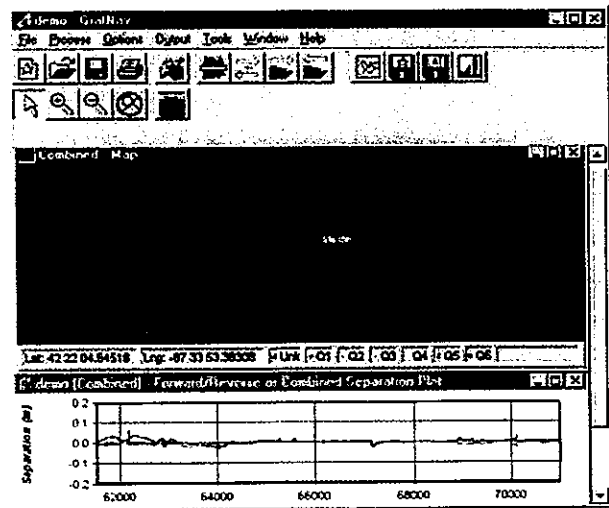 demo - GrafNav
File Process Options Output Tools Window Help
Combined - Map
Lat: 42 22 04.84518 Lng: -87 33 53.38308 Unk Q1 Q2 Q3 Q4 Q5 Q6
demo [Combined] - Forward/Reverse or Combined Separation Plot
Separation (m)
0.2
0.1
0.0
-0.1
-0.2
62000 64000 66000 68000 70000